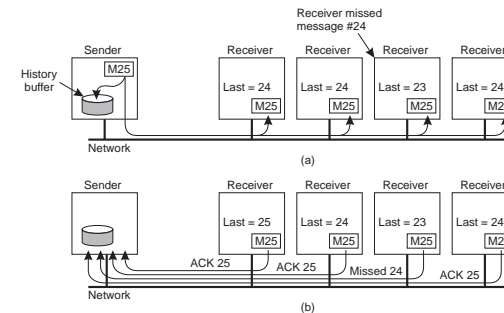 Receiver missed
message #24
Sender
Receiver
Receiver
Receiver
Receiver
History
buffer
M25
Last = 24
M25
Last = 24
M25
Last = 23
M25
Last = 24
M2
Network
(a)
Sender
Receiver
Receiver
Receiver
Receiver
Last = 25
M25
Last = 24
M25
Last = 23
M25
Last = 24
M2
ACK 25
ACK 25
Missed 24
ACK 25
Network
(b)